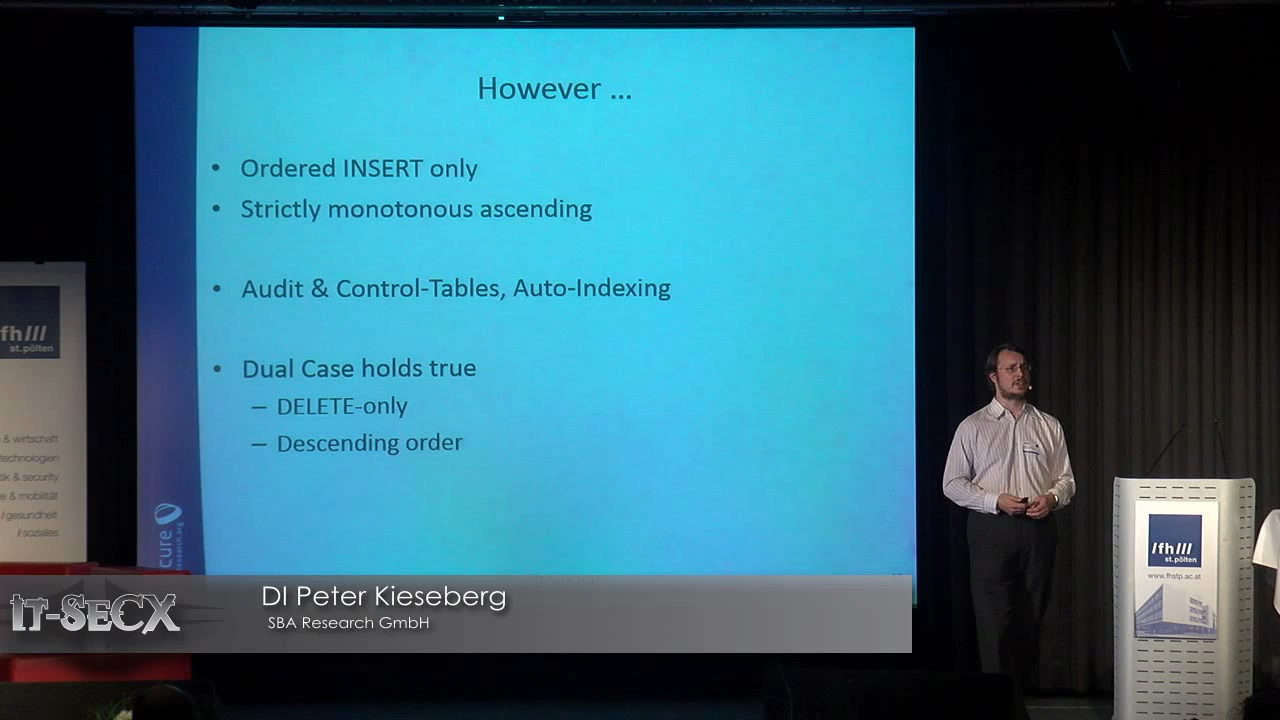 However ...
• Ordered INSERT only
• Strictly monotonous ascending
• Audit & Control-Tables, Auto-Indexing
• Dual Case holds true
– DELETE-only
– Descending order
fh///
st.pölten
& wirtschaft
& security
& mobilität
/gesundheit
/soziales
cure
research.org
IT-SeCX
DI Peter Kieseberg
SBA Research GmbH
/fh///
st.pölten
www.fhstp.ac.at